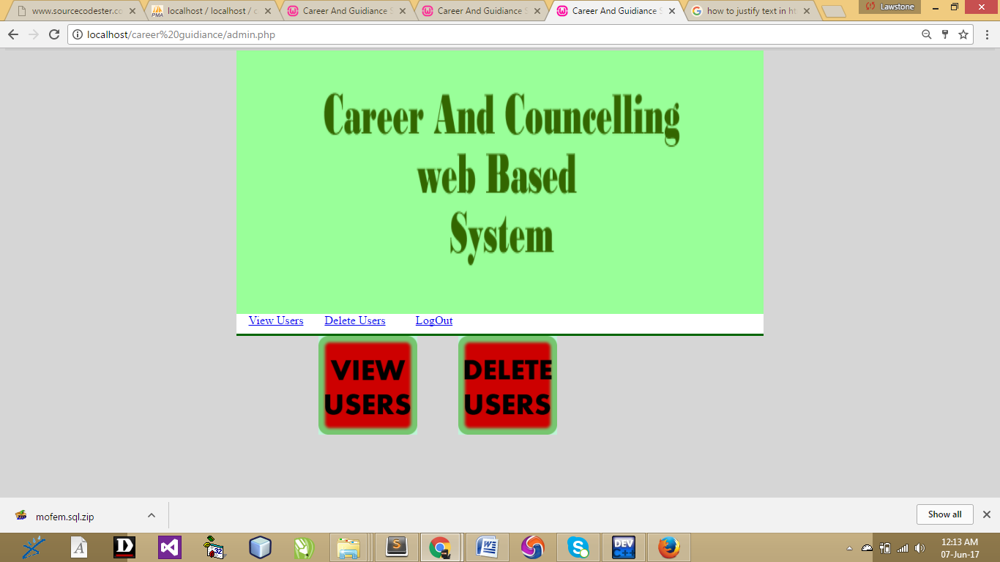 www.sourcecodester.cc
localhost / localhost / c
Career And Guidiance S
Career And Guidiance S
Career And Guidiance S
how to justify text in ht
Lawstone
localhost/career%20guidiance/admin.php
Career And Councelling
web Based
System
View Users Delete Users LogOut
VIEW
USERS
DELETE
USERS
mofem.sql.zip
Show all
12:13 AM
07-Jun-17